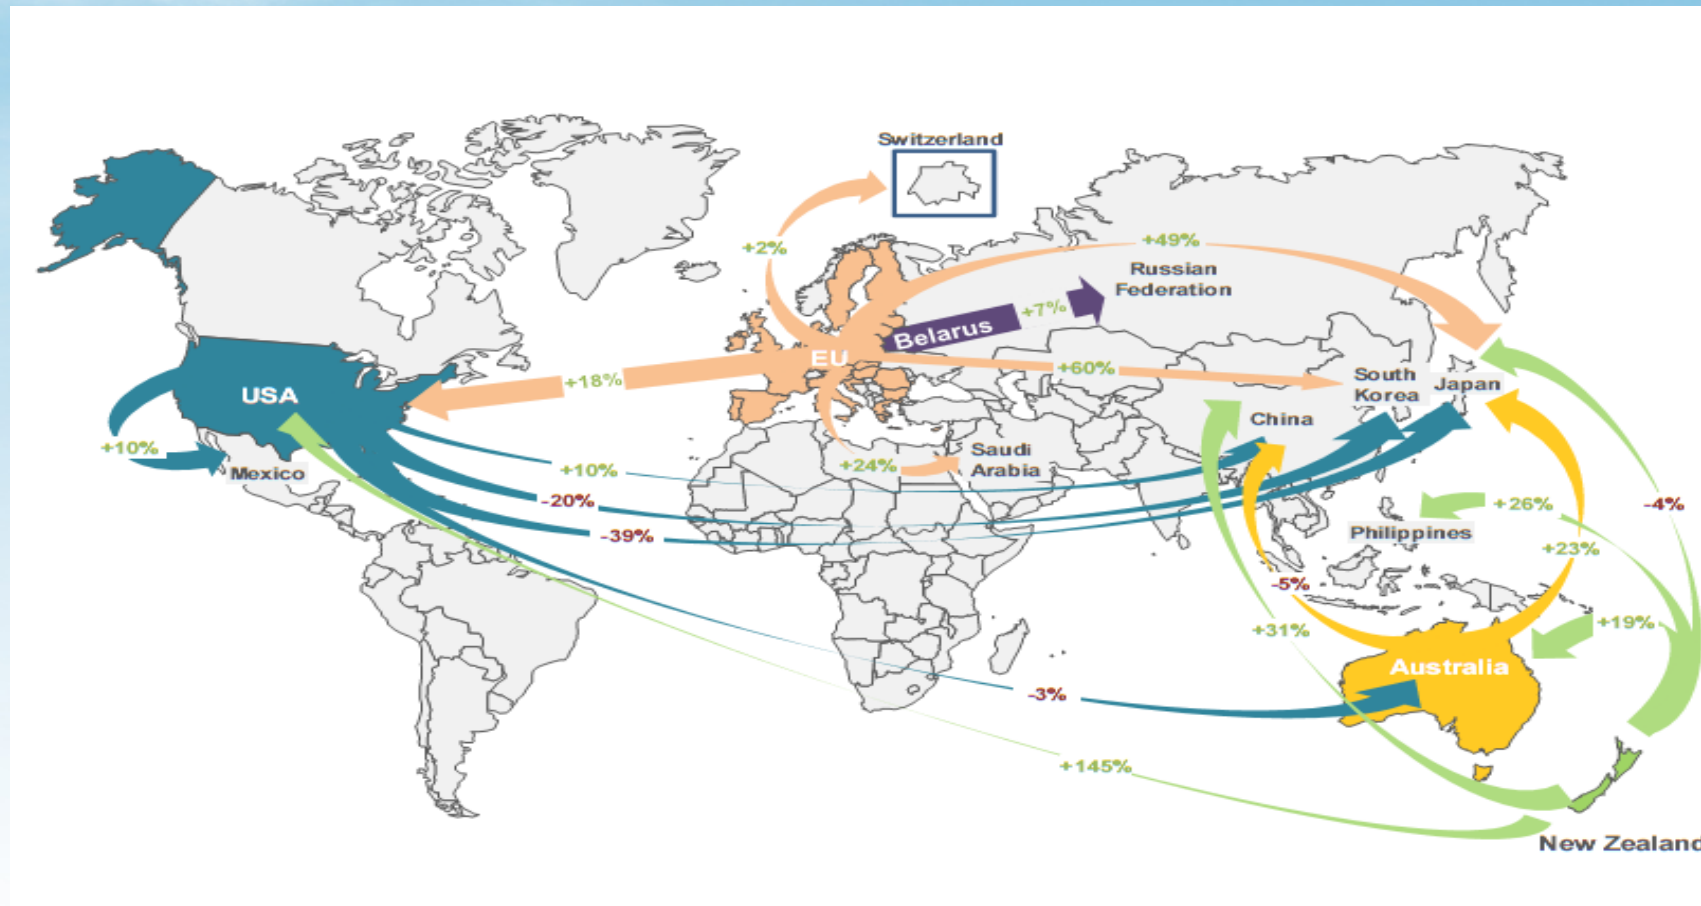 Switzerland
+2%
+49%
Russian
Federation
+7%
Belarus
EU
+60%
+18%
South
Korea
Japan
USA
China
+10%
Mexico
Saudi
Arabia
+24%
+10%
-20%
-39%
+26%
-4%
Philippines
+23%
-5%
+31%
+19%
Australia
-3%
+145%
New Zealand